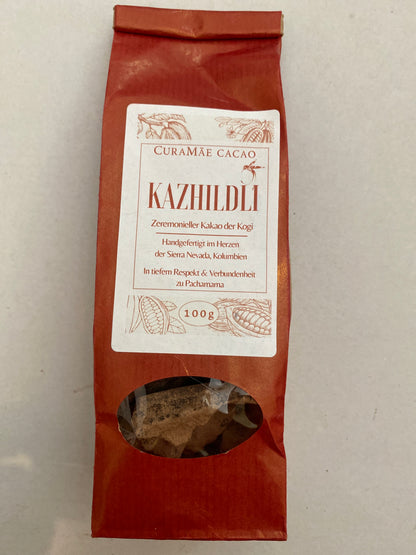 CURAMÃE CACAO
KAZHILDLI
Zeremonieller Kakao der Kogi
Handgefertigt im Herzen
der Sierra Nevada, Kolumbien
In tiefem Respekt & Verbundenheit
zu Pachamama
100g